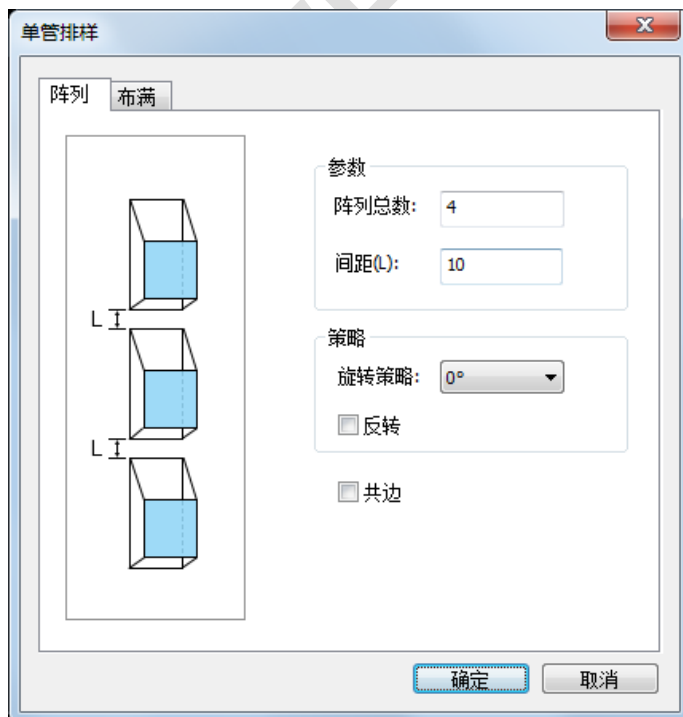 单管排样
阵列 布满
参数
阵列总数: 4
间距(L): 10
L
策略
旋转策略: 0°
反转
L
共边
确定 取消